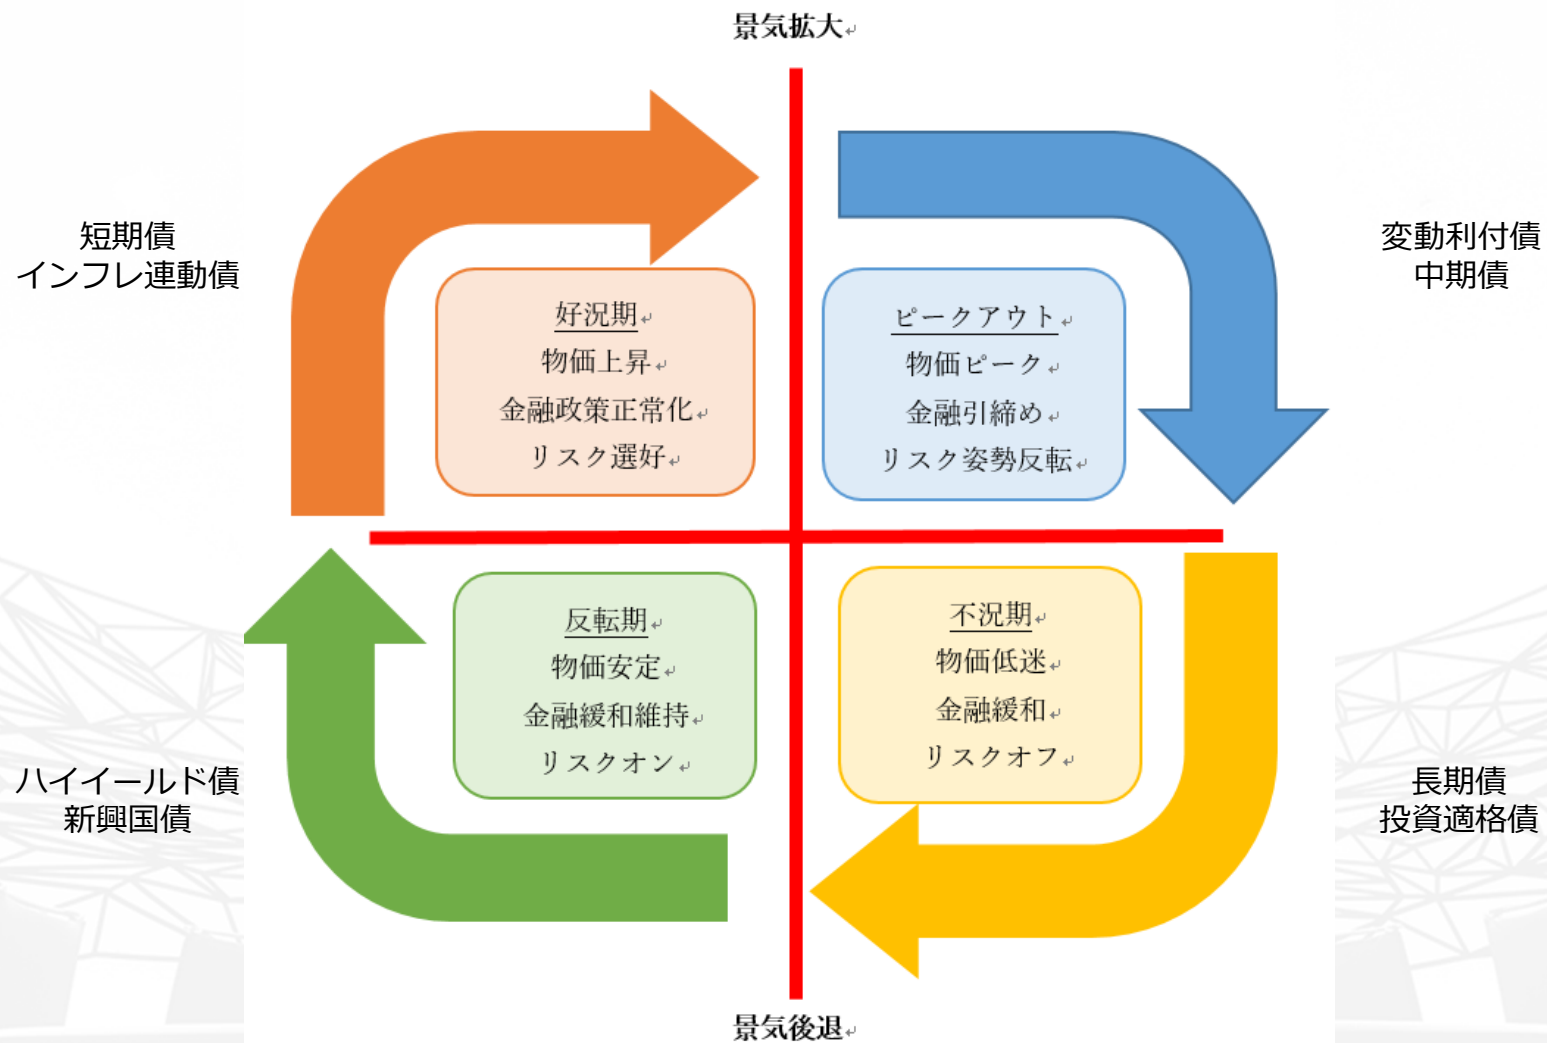 景気拡大
短期債
インフレ連動債
好況期
物価上昇
金融政策正常化
リスク選好
ピークアウト
物価ピーク
金融引締め
リスク姿勢反転
変動利付債
中期債
ハイイールド債
新興国債
反転期
物価安定
金融緩和維持
リスクオン
不況期
物価低迷
金融緩和
リスクオフ
長期債
投資適格債
景気後退